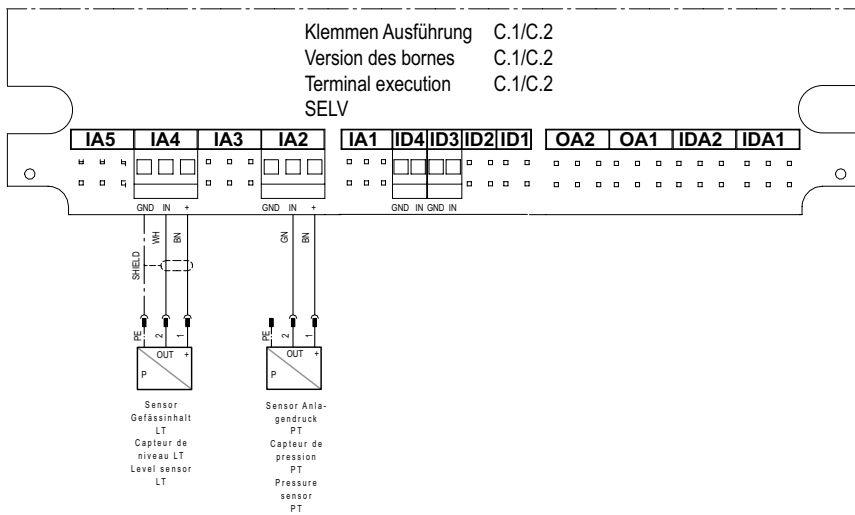 Klemmen Ausführung C.1/C.2
Version des bornes C.1/C.2
Terminal execution C.1/C.2
SELV
IA5 IA4 IA3 IA2 IA1 ID4 ID3 ID2 ID1 OA2 OA1 IDA2 IDA1
GND IN + GND IN + GND IN GND IN
SHIELD WH BN GN BN
PE 2 1 PE 2 1
OUT + OUT +
P P
Sensor
Gefässinhalt
LT
Capteur de
niveau LT
Level sensor
LT
Sensor Anla-
gendruck
PT
Capteur de
pression
PT
Pressure
sensor
PT